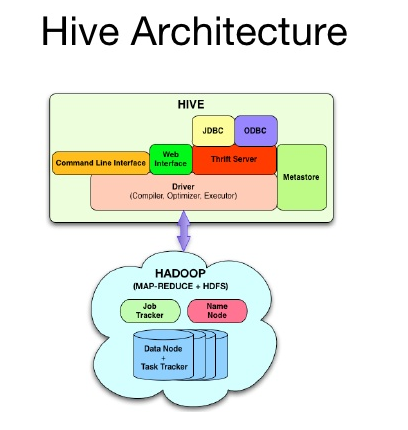 Hive Architecture
HIVE
JDBC
ODBC
Command Line Interface
Web
Interface
Thrift Server
Metastore
Driver
(Compiler, Optimizer, Executor)
HADOOP
(MAP-REDUCE + HDFS)
Job
Tracker
Name
Node
Data Node
+
Task Tracker